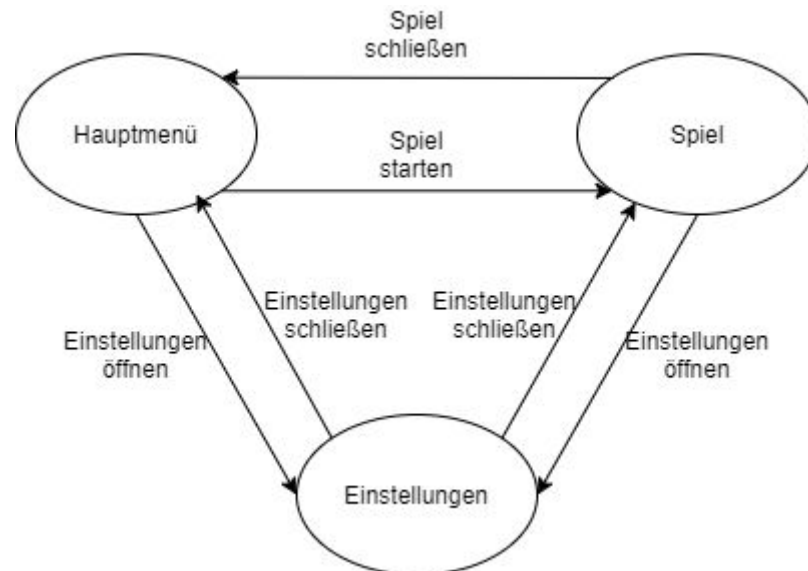 Spiel
schließen
Hauptmenü
Spiel
Spiel
starten
Einstellungen
schließen
Einstellungen
schließen
Einstellungen
öffnen
Einstellungen
öffnen
Einstellungen